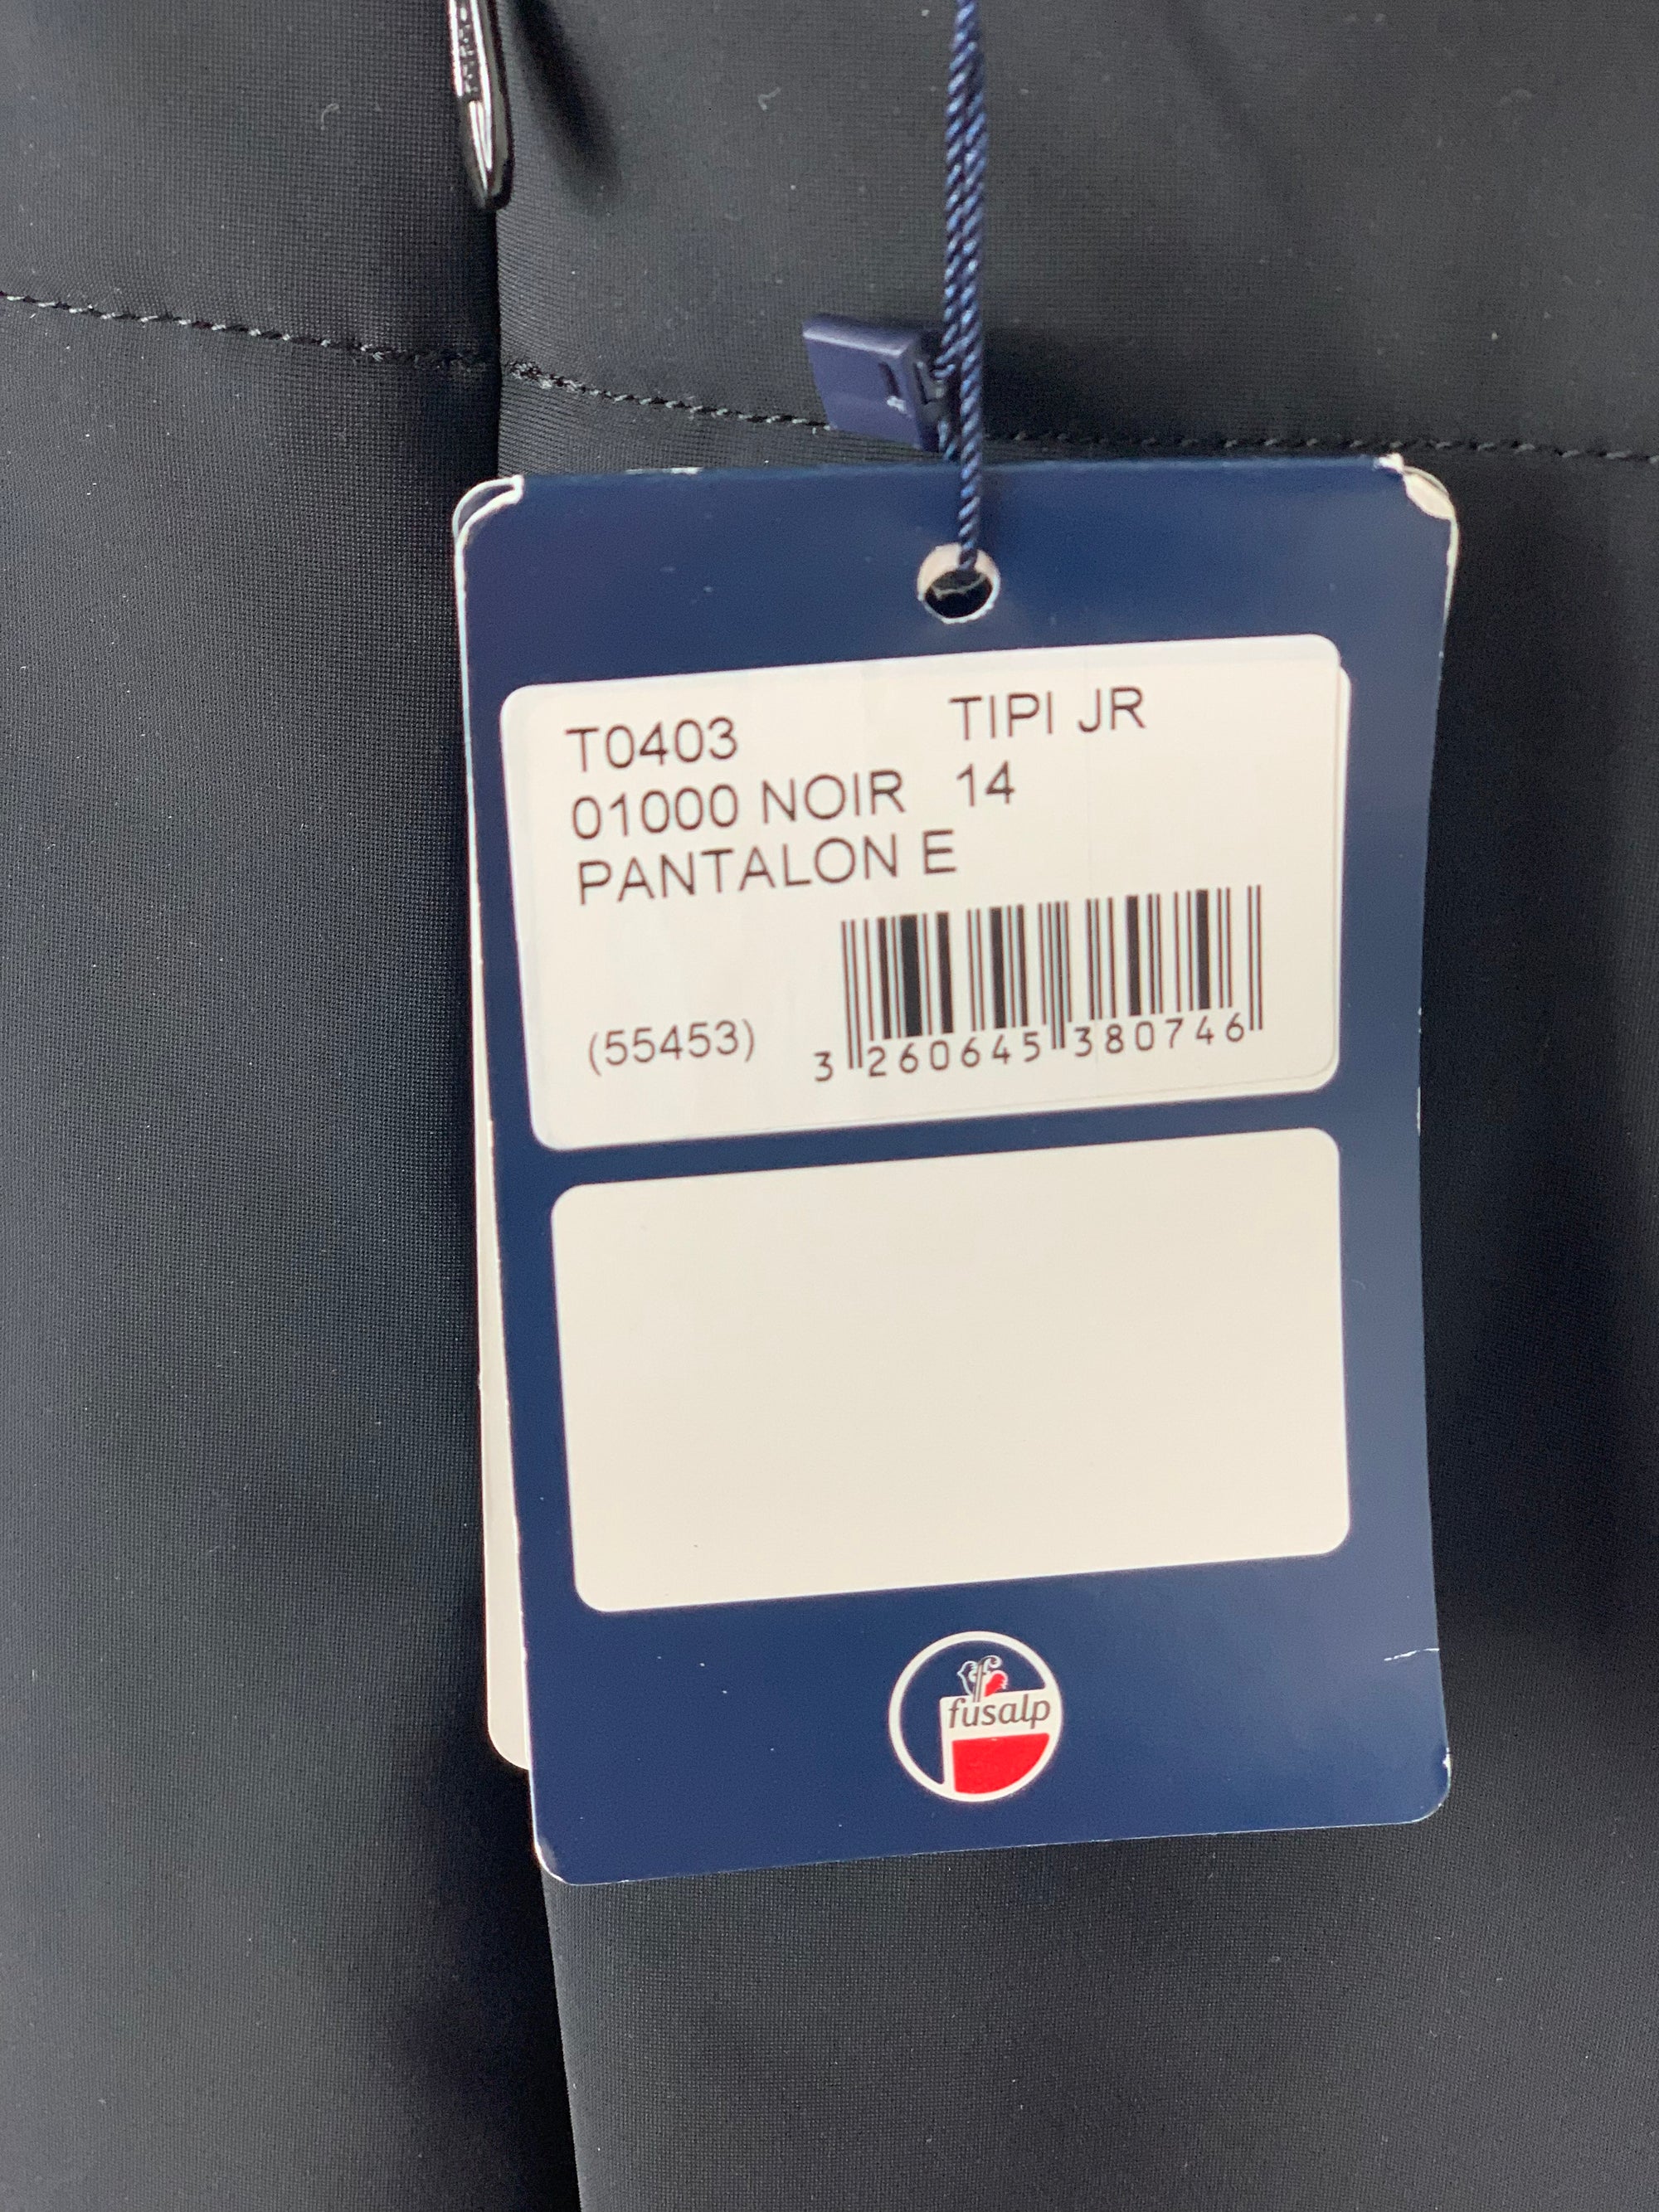 T0403 TIPI JR
01000 NOIR 14
PANTALON E
(55453)
3 260645 380746
fusalp